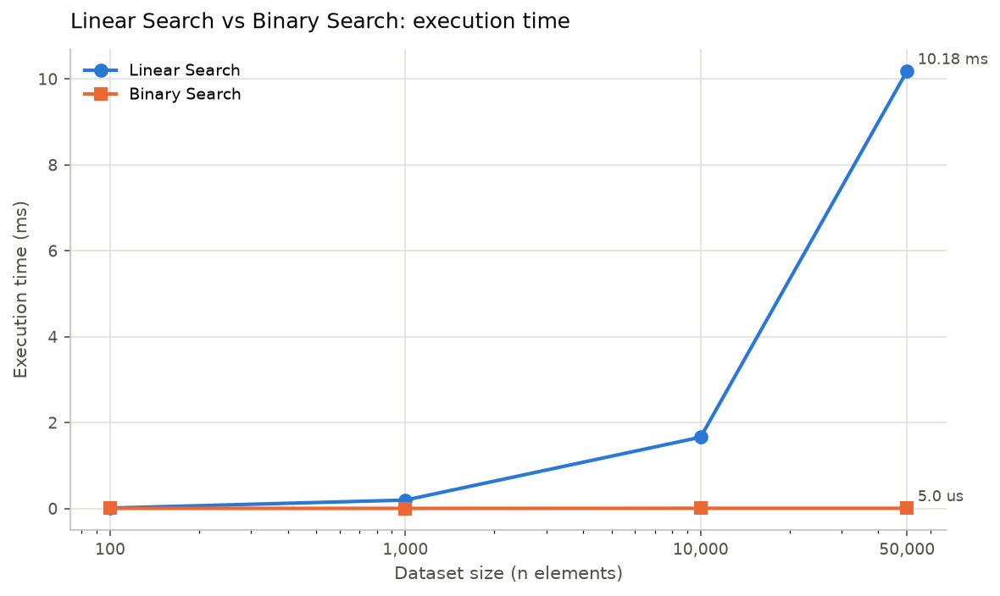 Linear Search vs Binary Search: execution time
Linear Search
Binary Search
10.18 ms
5.0 us
Execution time (ms)
10
8
6
4
2
0
100
1,000
10,000
50,000
Dataset size (n elements)